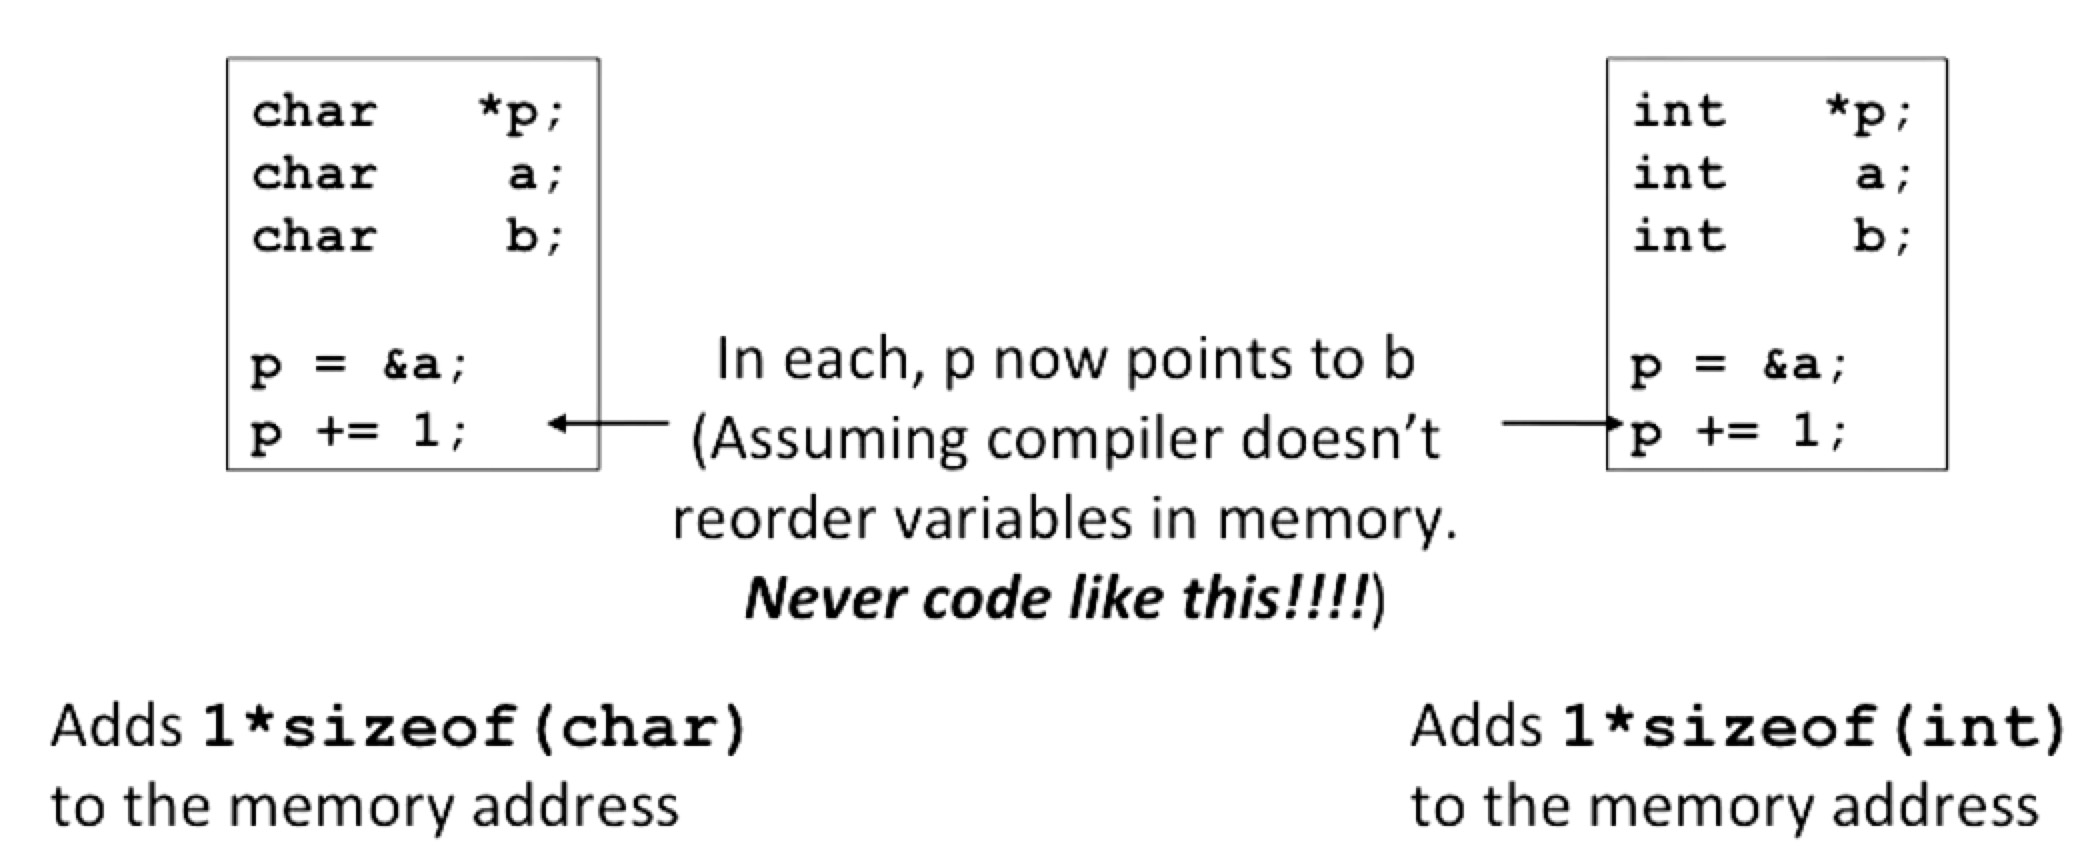 char *p;
char a;
char b;
p = &a;
p += 1;
In each, p now points to b
(Assuming compiler doesn’t
reorder variables in memory.
Never code like this!!!!)
int *p;
int a;
int b;
p = &a;
p += 1;
Adds 1*sizeof(char)
to the memory address
Adds 1*sizeof(int)
to the memory address